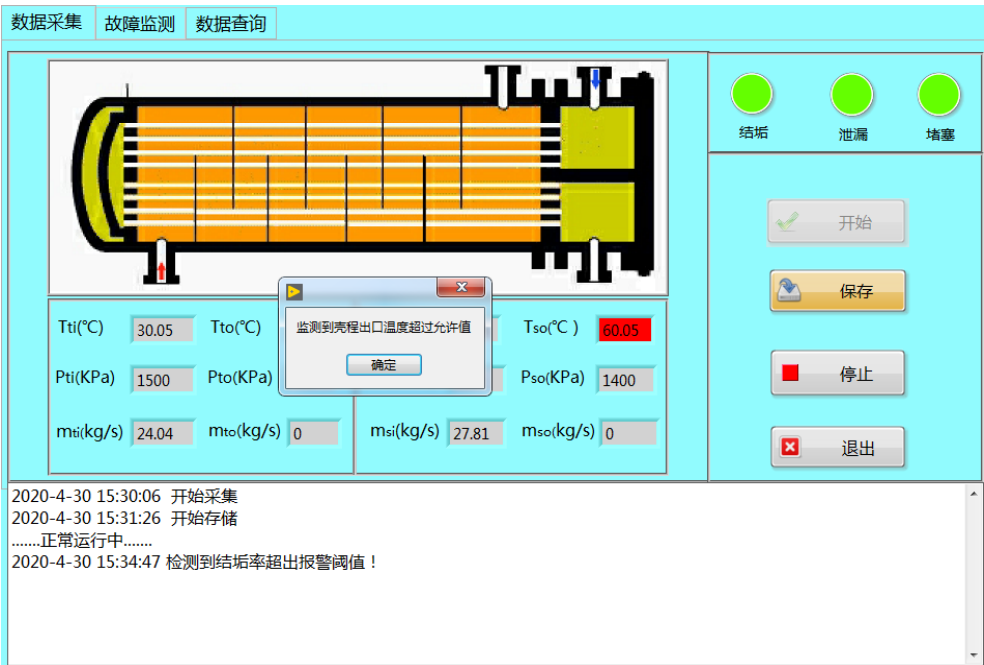 数据采集 故障监测 数据查询
结垢 泄漏 堵塞
开始
保存
停止
退出
监测到壳程出口温度超过允许值
确定
Tti(℃) 30.05 Tto(℃) Tso(℃) 60.05
Pti(KPa) 1500 Pto(KPa) Pso(KPa) 1400
mti(kg/s) 24.04 mto(kg/s) 0 msi(kg/s) 27.81 mso(kg/s) 0
2020-4-30 15:30:06 开始采集
2020-4-30 15:31:26 开始存储
.......正常运行中.......
2020-4-30 15:34:47 检测到结垢率超出报警阈值！